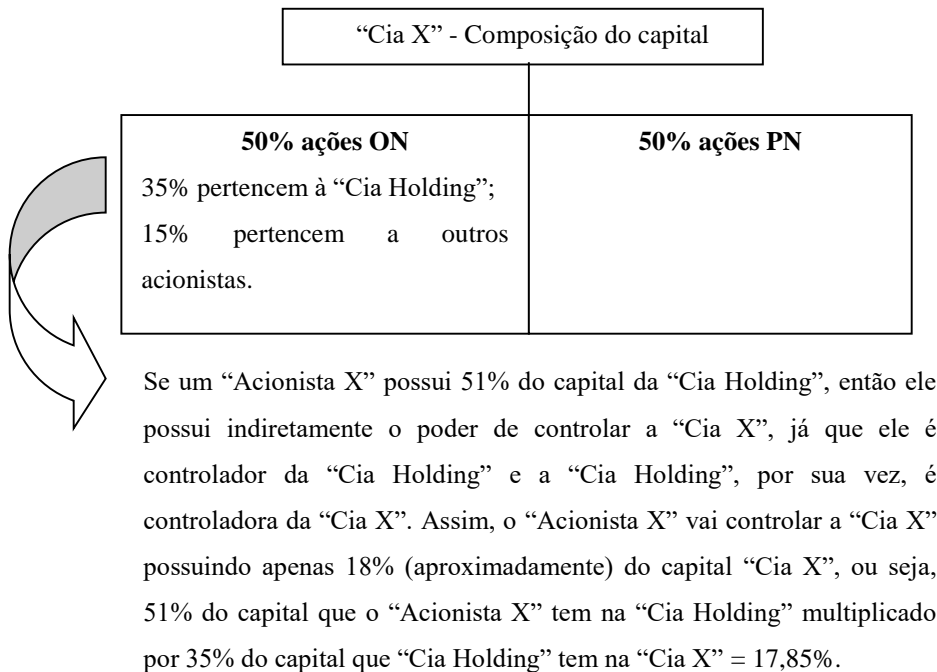 “Cia X” - Composição do capital
50% ações ON
35% pertencem à “Cia Holding”;
15% pertencem a outros
acionistas.
50% ações PN
Se um “Acionista X” possui 51% do capital da “Cia Holding”, então ele
possui indiretamente o poder de controlar a “Cia X”, já que ele é
controlador da “Cia Holding” e a “Cia Holding”, por sua vez, é
controladora da “Cia X”. Assim, o “Acionista X” vai controlar a “Cia X”
possuindo apenas 18% (aproximadamente) do capital “Cia X”, ou seja,
51% do capital que o “Acionista X” tem na “Cia Holding” multiplicado
por 35% do capital que “Cia Holding” tem na “Cia X” = 17,85%.